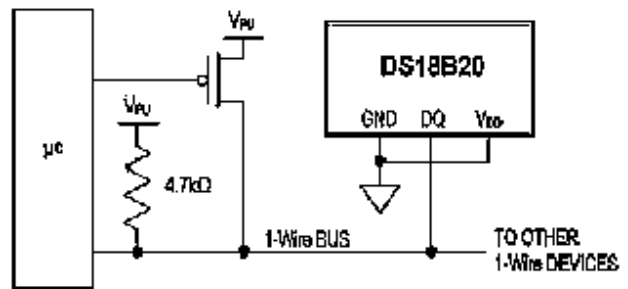 VPU
DS18B20
GND DQ VDD
VPU
µC
4.7kΩ
1-Wire BUS
TO OTHER
1-Wire DEVICES